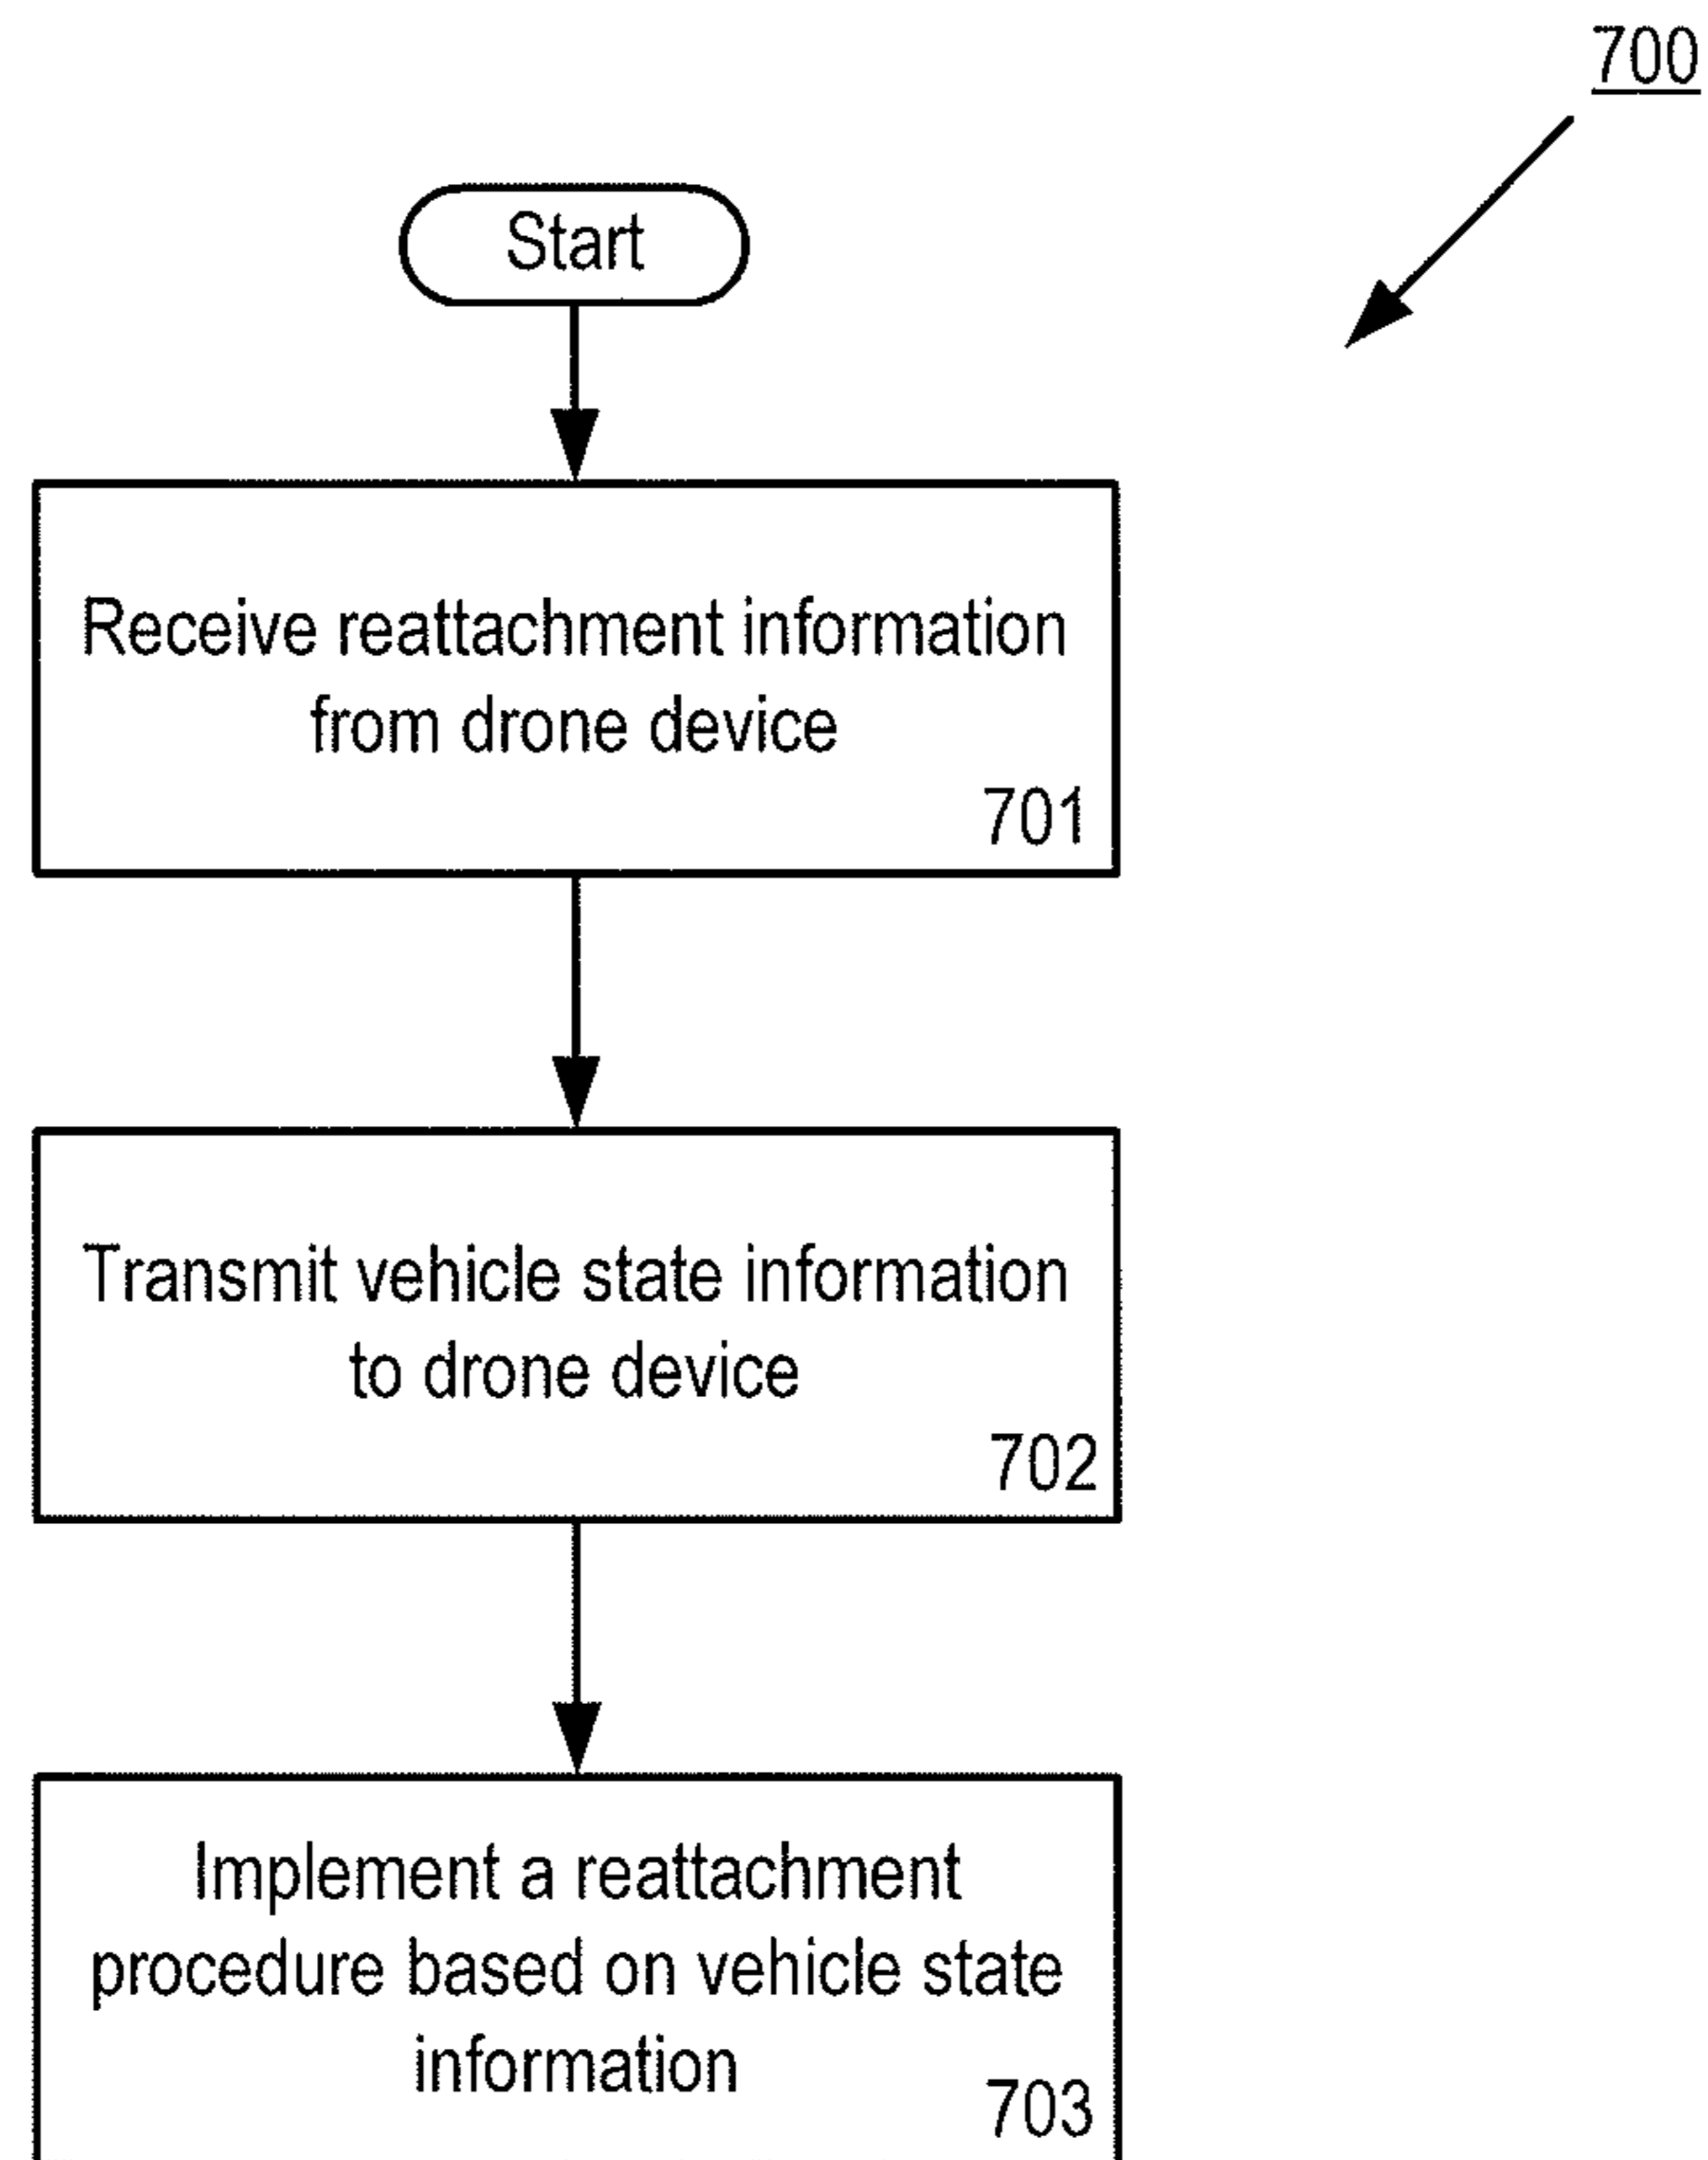 700
Start
Receive reattachment information
from drone device
701
Transmit vehicle state information
to drone device
702
Implement a reattachment
procedure based on vehicle state
information
703